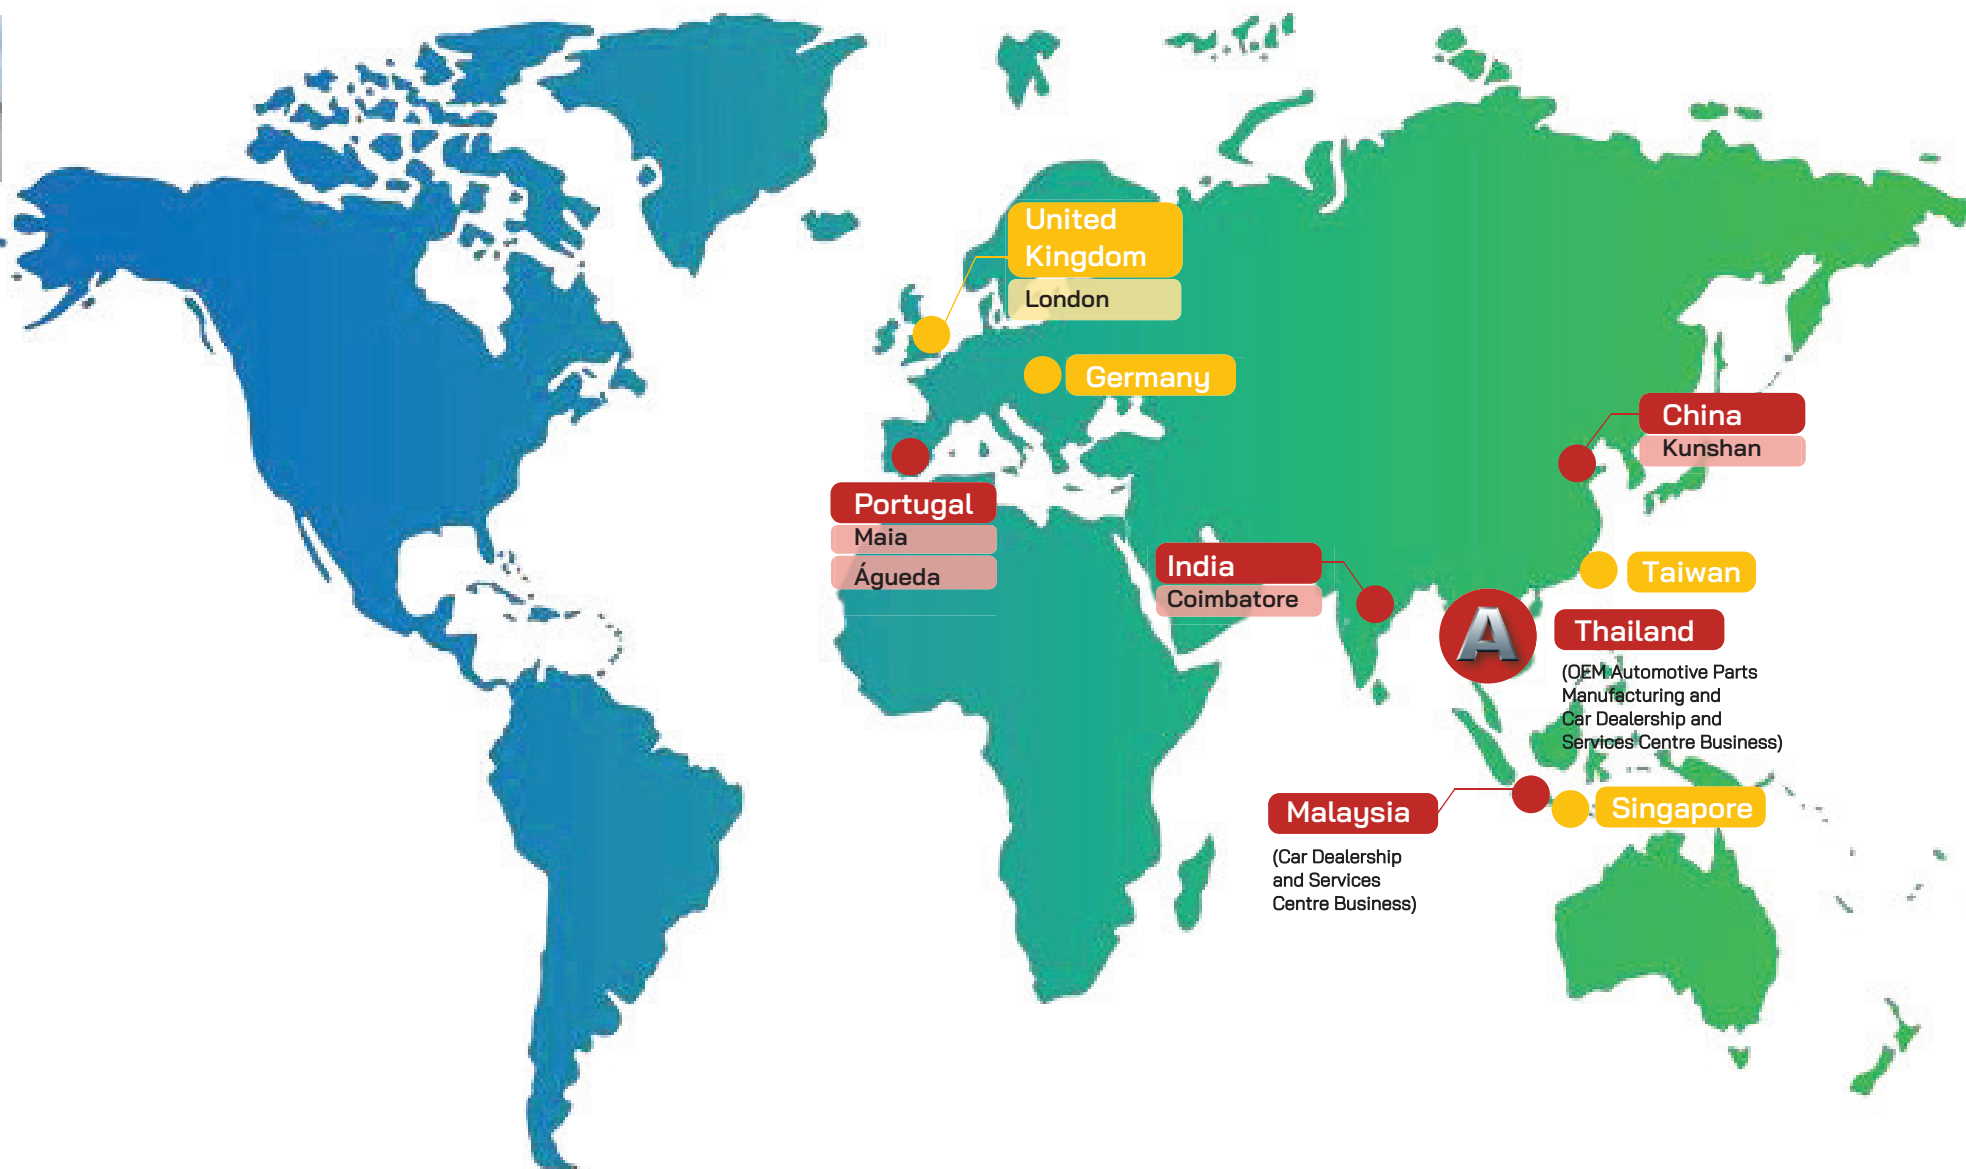 United
Kingdom
London
Germany
China
Kunshan
Portugal
Maia
Águeda
India
Coimbatore
Taiwan
A
Thailand
(OEM Automotive Parts
Manufacturing and
Car Dealership and
Services Centre Business)
Malaysia
(Car Dealership
and Services
Centre Business)
Singapore